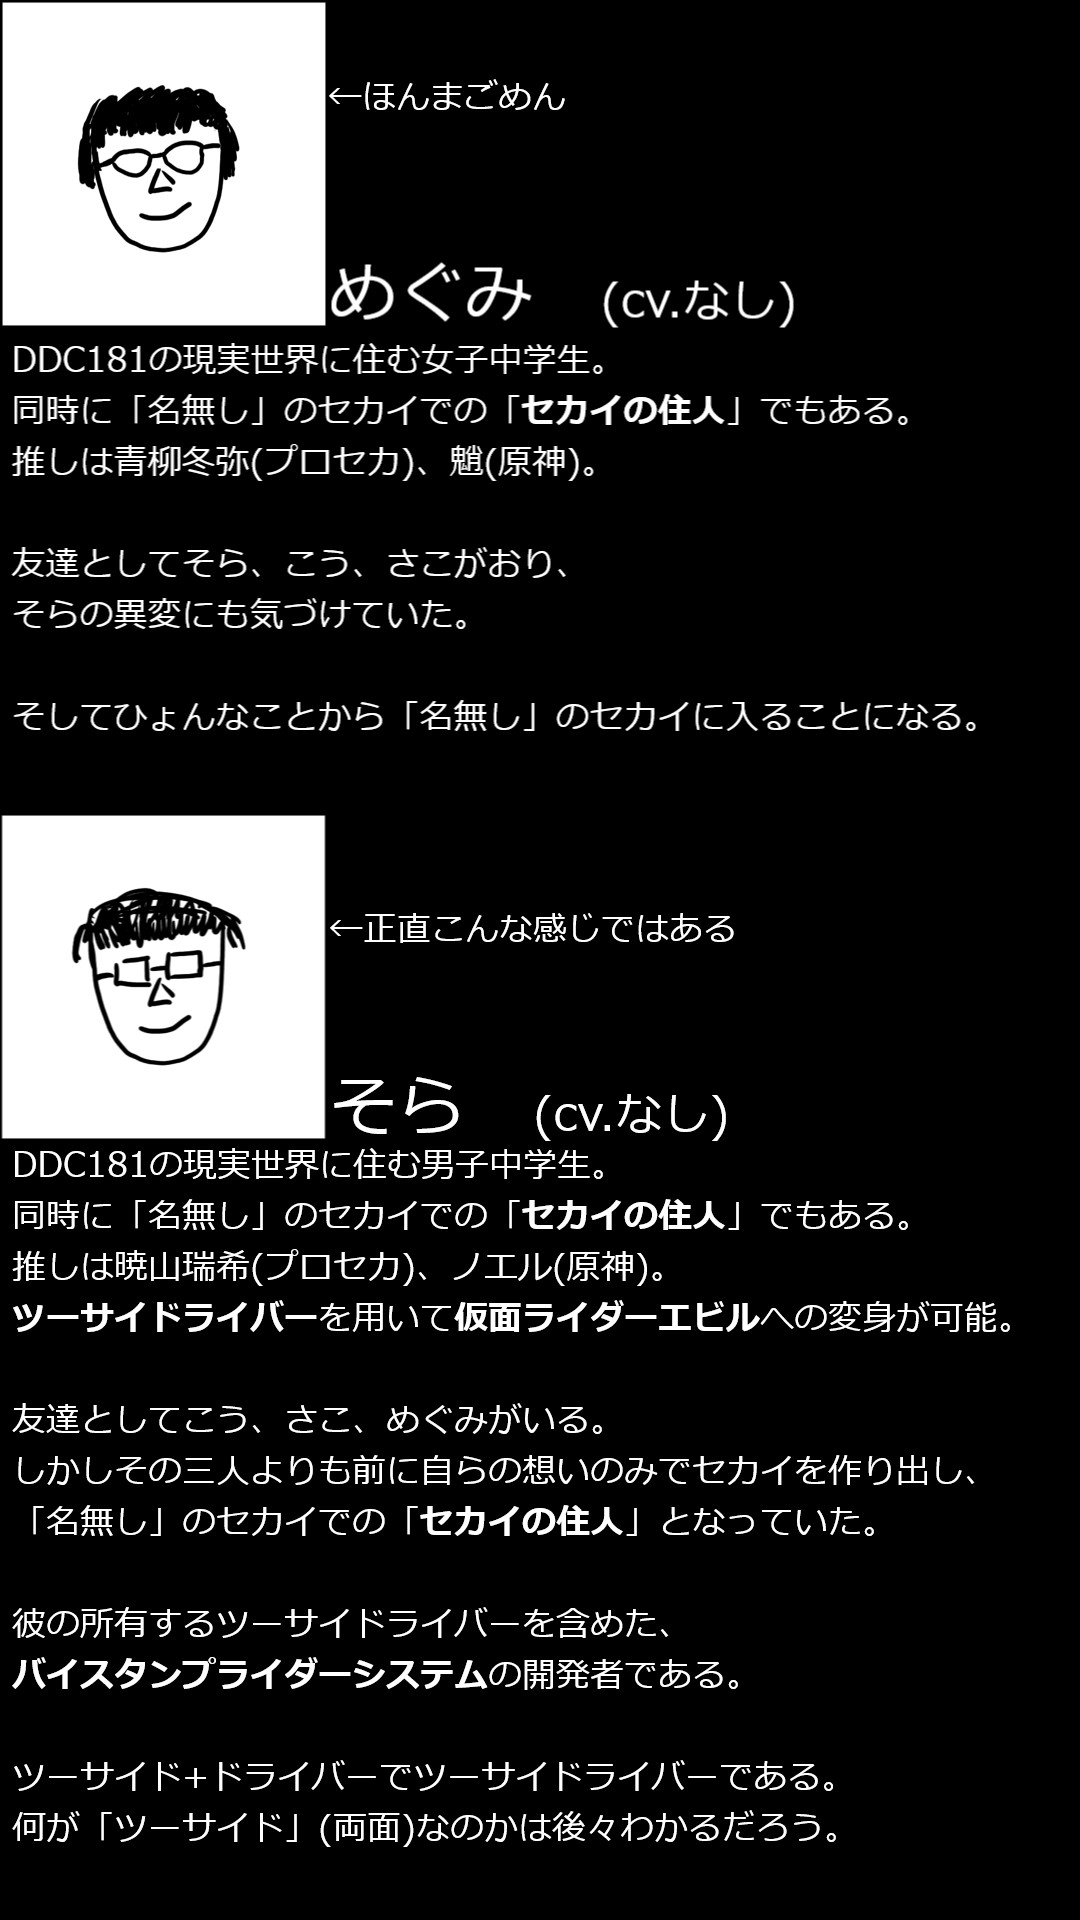 ←ほんまごめん
めぐみ　(cv.なし)
DDC181の現実世界に住む女子中学生。
同時に「名無し」のセカイでの「セカイの住人」でもある。
推しは青柳冬弥(プロセカ)、魈(原神)。
友達としてそら、こう、さこがおり、
そらの異変にも気づけていた。
そしてひょんなことから「名無し」のセカイに入ることになる。
←正直こんな感じではある
そら　(cv.なし)
DDC181の現実世界に住む男子中学生。
同時に「名無し」のセカイでの「セカイの住人」でもある。
推しは暁山瑞希(プロセカ)、ノエル(原神)。
ツーサイドライバーを用いて仮面ライダーエビルへの変身が可能。
友達としてこう、さこ、めぐみがいる。
しかしその三人よりも前に自らの想いのみでセカイを作り出し、
「名無し」のセカイでの「セカイの住人」となっていた。
彼の所有するツーサイドライバーを含めた、
バイスタンプライダーシステムの開発者である。
ツーサイド+ドライバーでツーサイドライバーである。
何が「ツーサイド」(両面)なのかは後々わかるだろう。